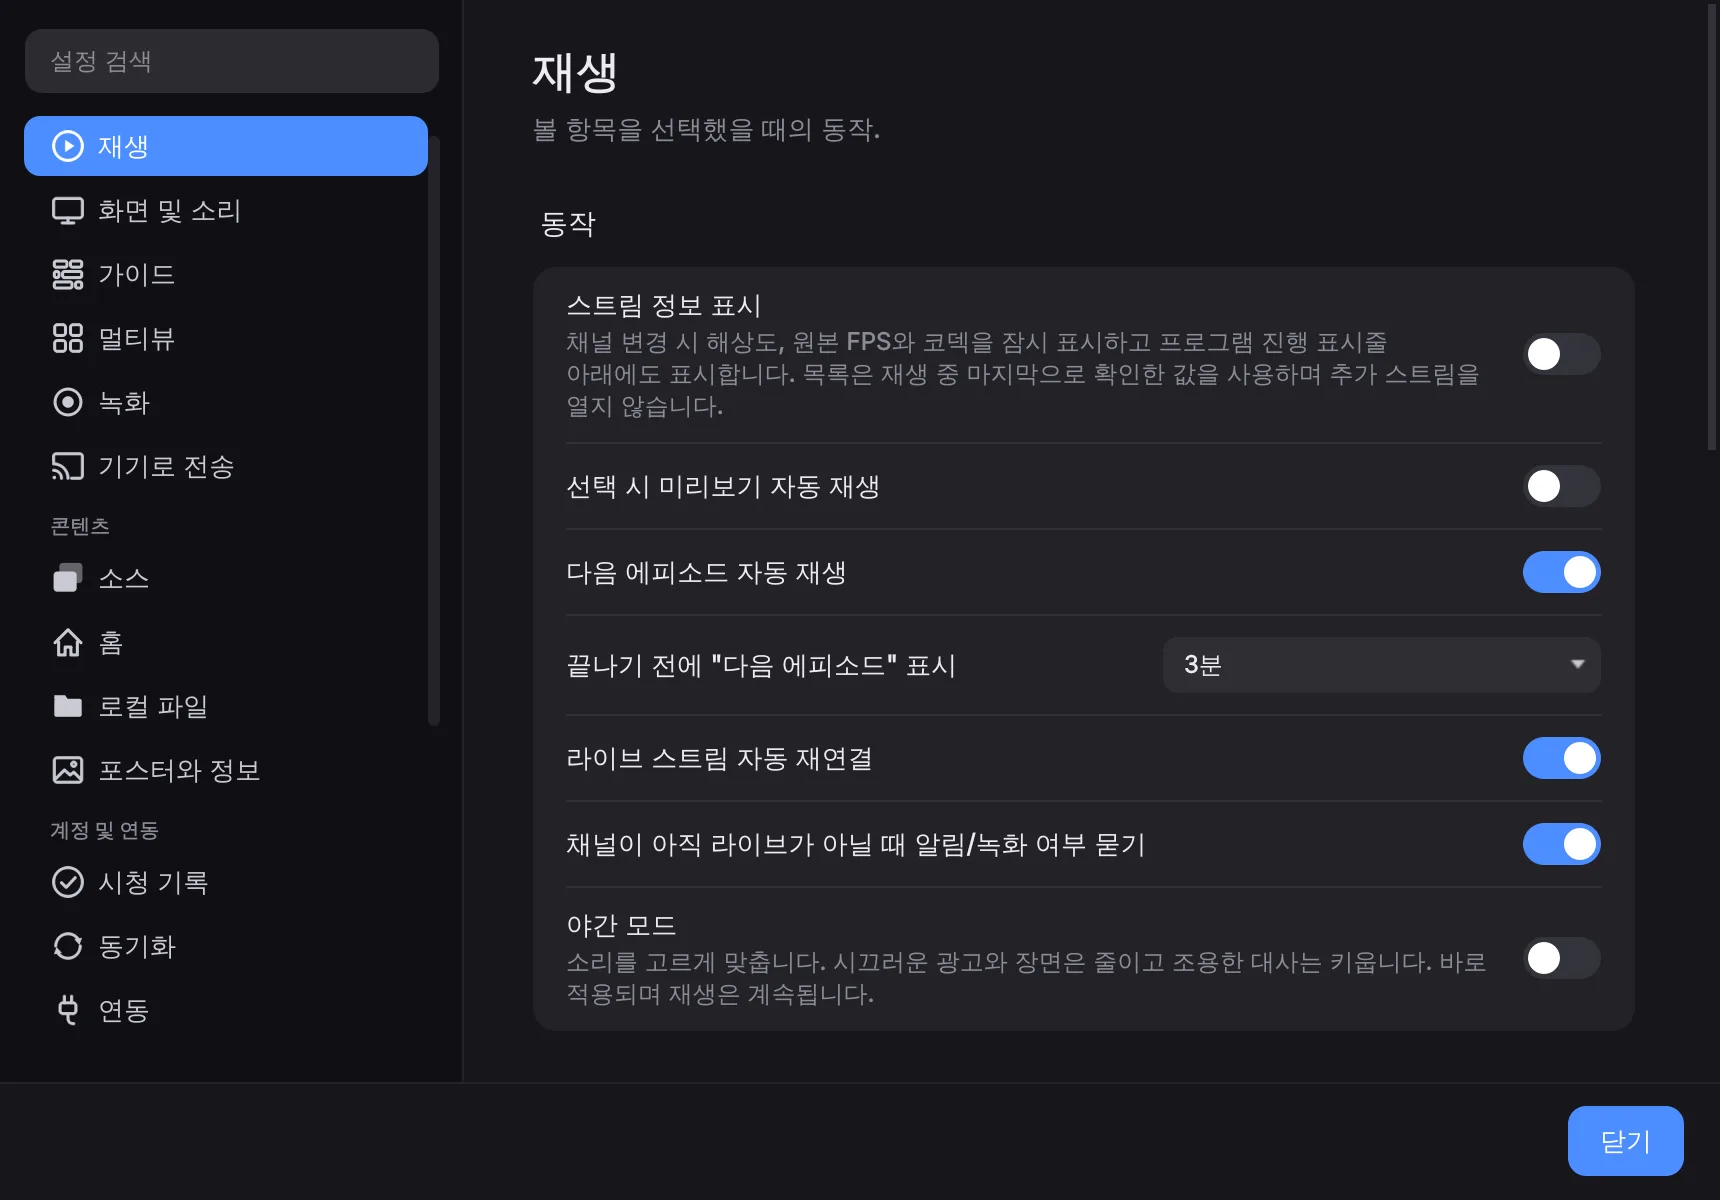 설정 검색
재생
화면 및 소리
가이드
멀티뷰
녹화
기기로 전송
콘텐츠
소스
홈
로컬 파일
포스터와 정보
계정 및 연동
시청 기록
동기화
연동
재생
볼 항목을 선택했을 때의 동작.
동작
스트림 정보 표시
채널 변경 시 해상도, 원본 FPS와 코덱을 잠시 표시하고 프로그램 진행 표시줄
아래에도 표시합니다. 목록은 재생 중 마지막으로 확인한 값을 사용하며 추가 스트림을
열지 않습니다.
선택 시 미리보기 자동 재생
다음 에피소드 자동 재생
끝나기 전에 "다음 에피소드" 표시
3분
라이브 스트림 자동 재연결
채널이 아직 라이브가 아닐 때 알림/녹화 여부 묻기
야간 모드
소리를 고르게 맞춥니다. 시끄러운 광고와 장면은 줄이고 조용한 대사는 키웁니다. 바로
적용되며 재생은 계속됩니다.
닫기